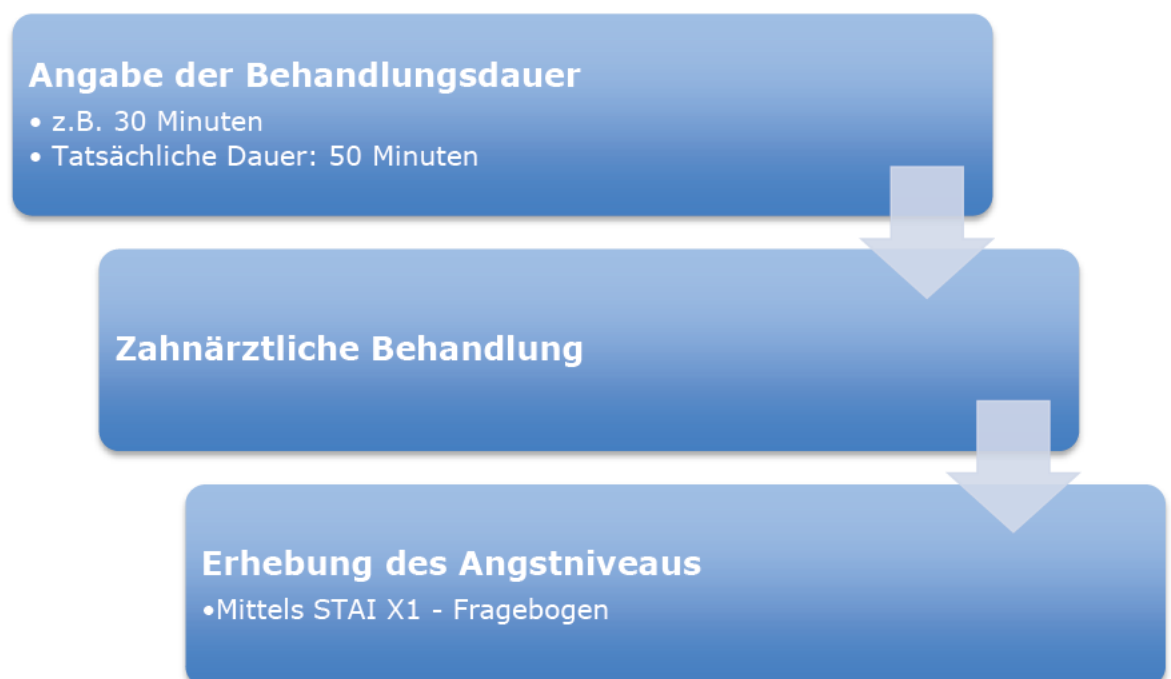 Angabe der Behandlungsdauer
• z.B. 30 Minuten
• Tatsächliche Dauer: 50 Minuten
Zahnärztliche Behandlung
Erhebung des Angstniveaus
•Mittels STAI X1 - Fragebogen